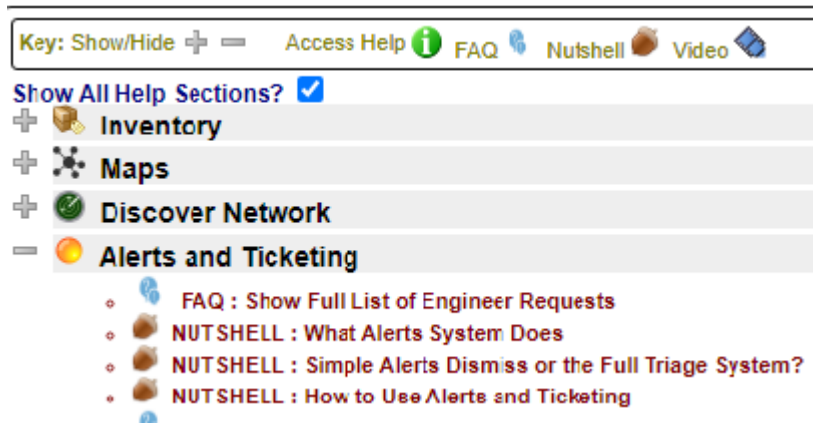 Key: Show/Hide Access Help FAQ Nutshell Video
Show All Help Sections?
Inventory
Maps
Discover Network
Alerts and Ticketing
FAQ : Show Full List of Engineer Requests
NUTSHELL : What Alerts System Does
NUTSHELL : Simple Alerts Dismiss or the Full Triage System?
NUTSHELL : How to Use Alerts and Ticketing